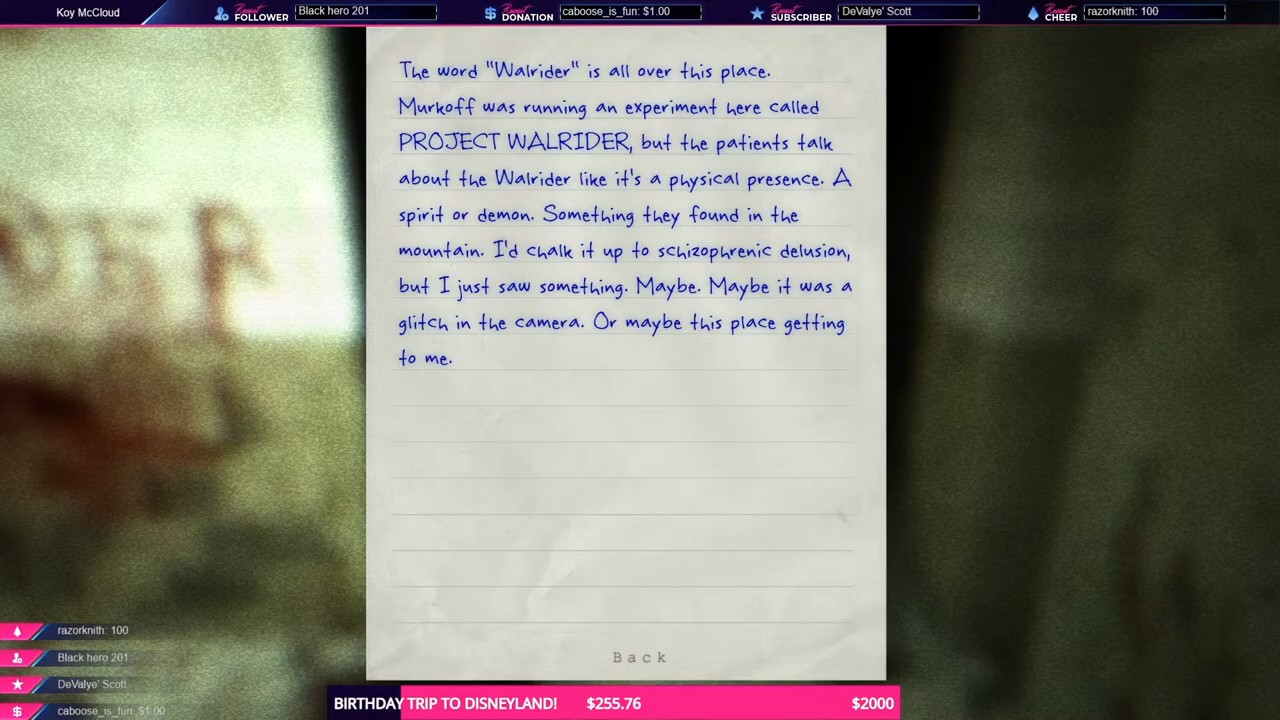 Koy McCloud
Recent FOLLOWER
Black hero 201
Recent DONATION
caboose_is_fun: $1.00
Recent SUBSCRIBER
DeValye' Scott
Recent CHEER
razorknith: 100
The word "Walrider" is all over this place.
Murkoff was running an experiment here called
PROJECT WALRIDER, but the patients talk
about the Walrider like it's a physical presence. A
spirit or demon. Something they found in the
mountain. I'd chalk it up to schizophrenic delusion,
but I just saw something. Maybe. Maybe it was a
glitch in the camera. Or maybe this place getting
to me.
Back
razorknith: 100
Black hero 201
DeValye' Scott
caboose_is_fun: $1.00
BIRTHDAY TRIP TO DISNEYLAND! $255.76 $2000